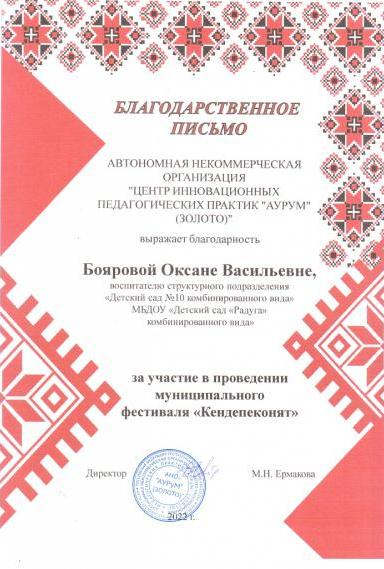 БЛАГОДАРСТВЕННОЕ
ПИСЬМО
АВТОНОМНАЯ НЕКОММЕРЧЕСКАЯ
ОРГАНИЗАЦИЯ
"ЦЕНТР ИННОВАЦИОННЫХ
ПЕДАГОГИЧЕСКИХ ПРАКТИК "АУРУМ"
(ЗОЛОТО)"
выражает благодарность
Бояровой Оксане Васильевне,
воспитателю структурного подразделения
«Детский сад №10 комбинированного вида»
МБДОУ «Детский сад «Радуга»
комбинированного вида»
за участие в проведении
муниципального
фестиваля «Кендепеконят»
Директор М.Н. Ермакова
АНО
"АУРУМ"
(ЗОЛОТО)
2022 г.